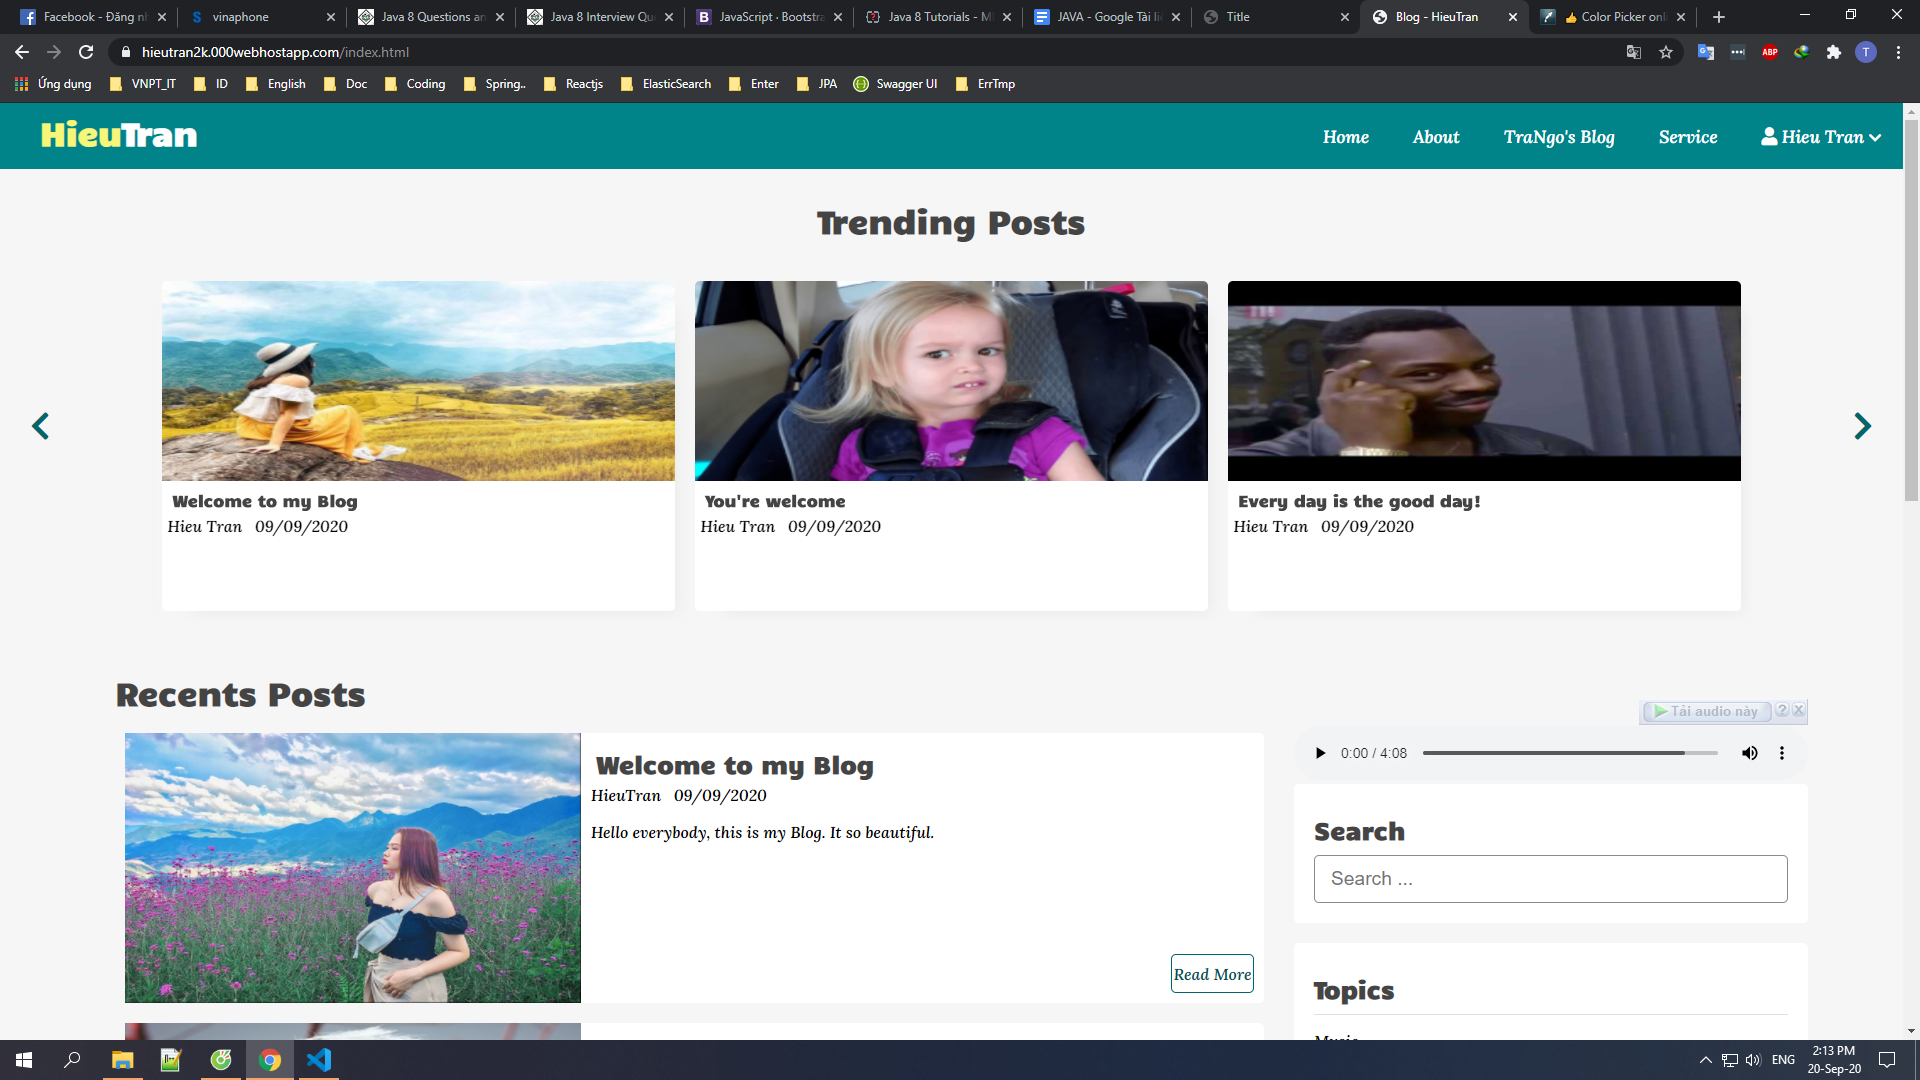 Facebook - Đăng nh
vinaphone
Java 8 Questions an
Java 8 Interview Qu
JavaScript · Bootstra
Java 8 Tutorials - M
JAVA - Google Tài li
Title
Blog - HieuTran
Color Picker onl
hieutran2k.000webhostapp.com/index.html
ABP
T
Ứng dụng
VNPT_IT
ID
English
Doc
Coding
Spring..
Reactjs
ElasticSearch
Enter
JPA
Swagger UI
ErrTmp
HieuTran
Home
About
TraNgo's Blog
Service
Hieu Tran
Trending Posts
Welcome to my Blog
Hieu Tran 09/09/2020
You're welcome
Hieu Tran 09/09/2020
Every day is the good day!
Hieu Tran 09/09/2020
Recents Posts
Welcome to my Blog
HieuTran 09/09/2020
Hello everybody, this is my Blog. It so beautiful.
Read More
Tải audio này ? X
0:00 / 4:08
Search
Search ...
Topics
Music
ENG
2:13 PM
20-Sep-20